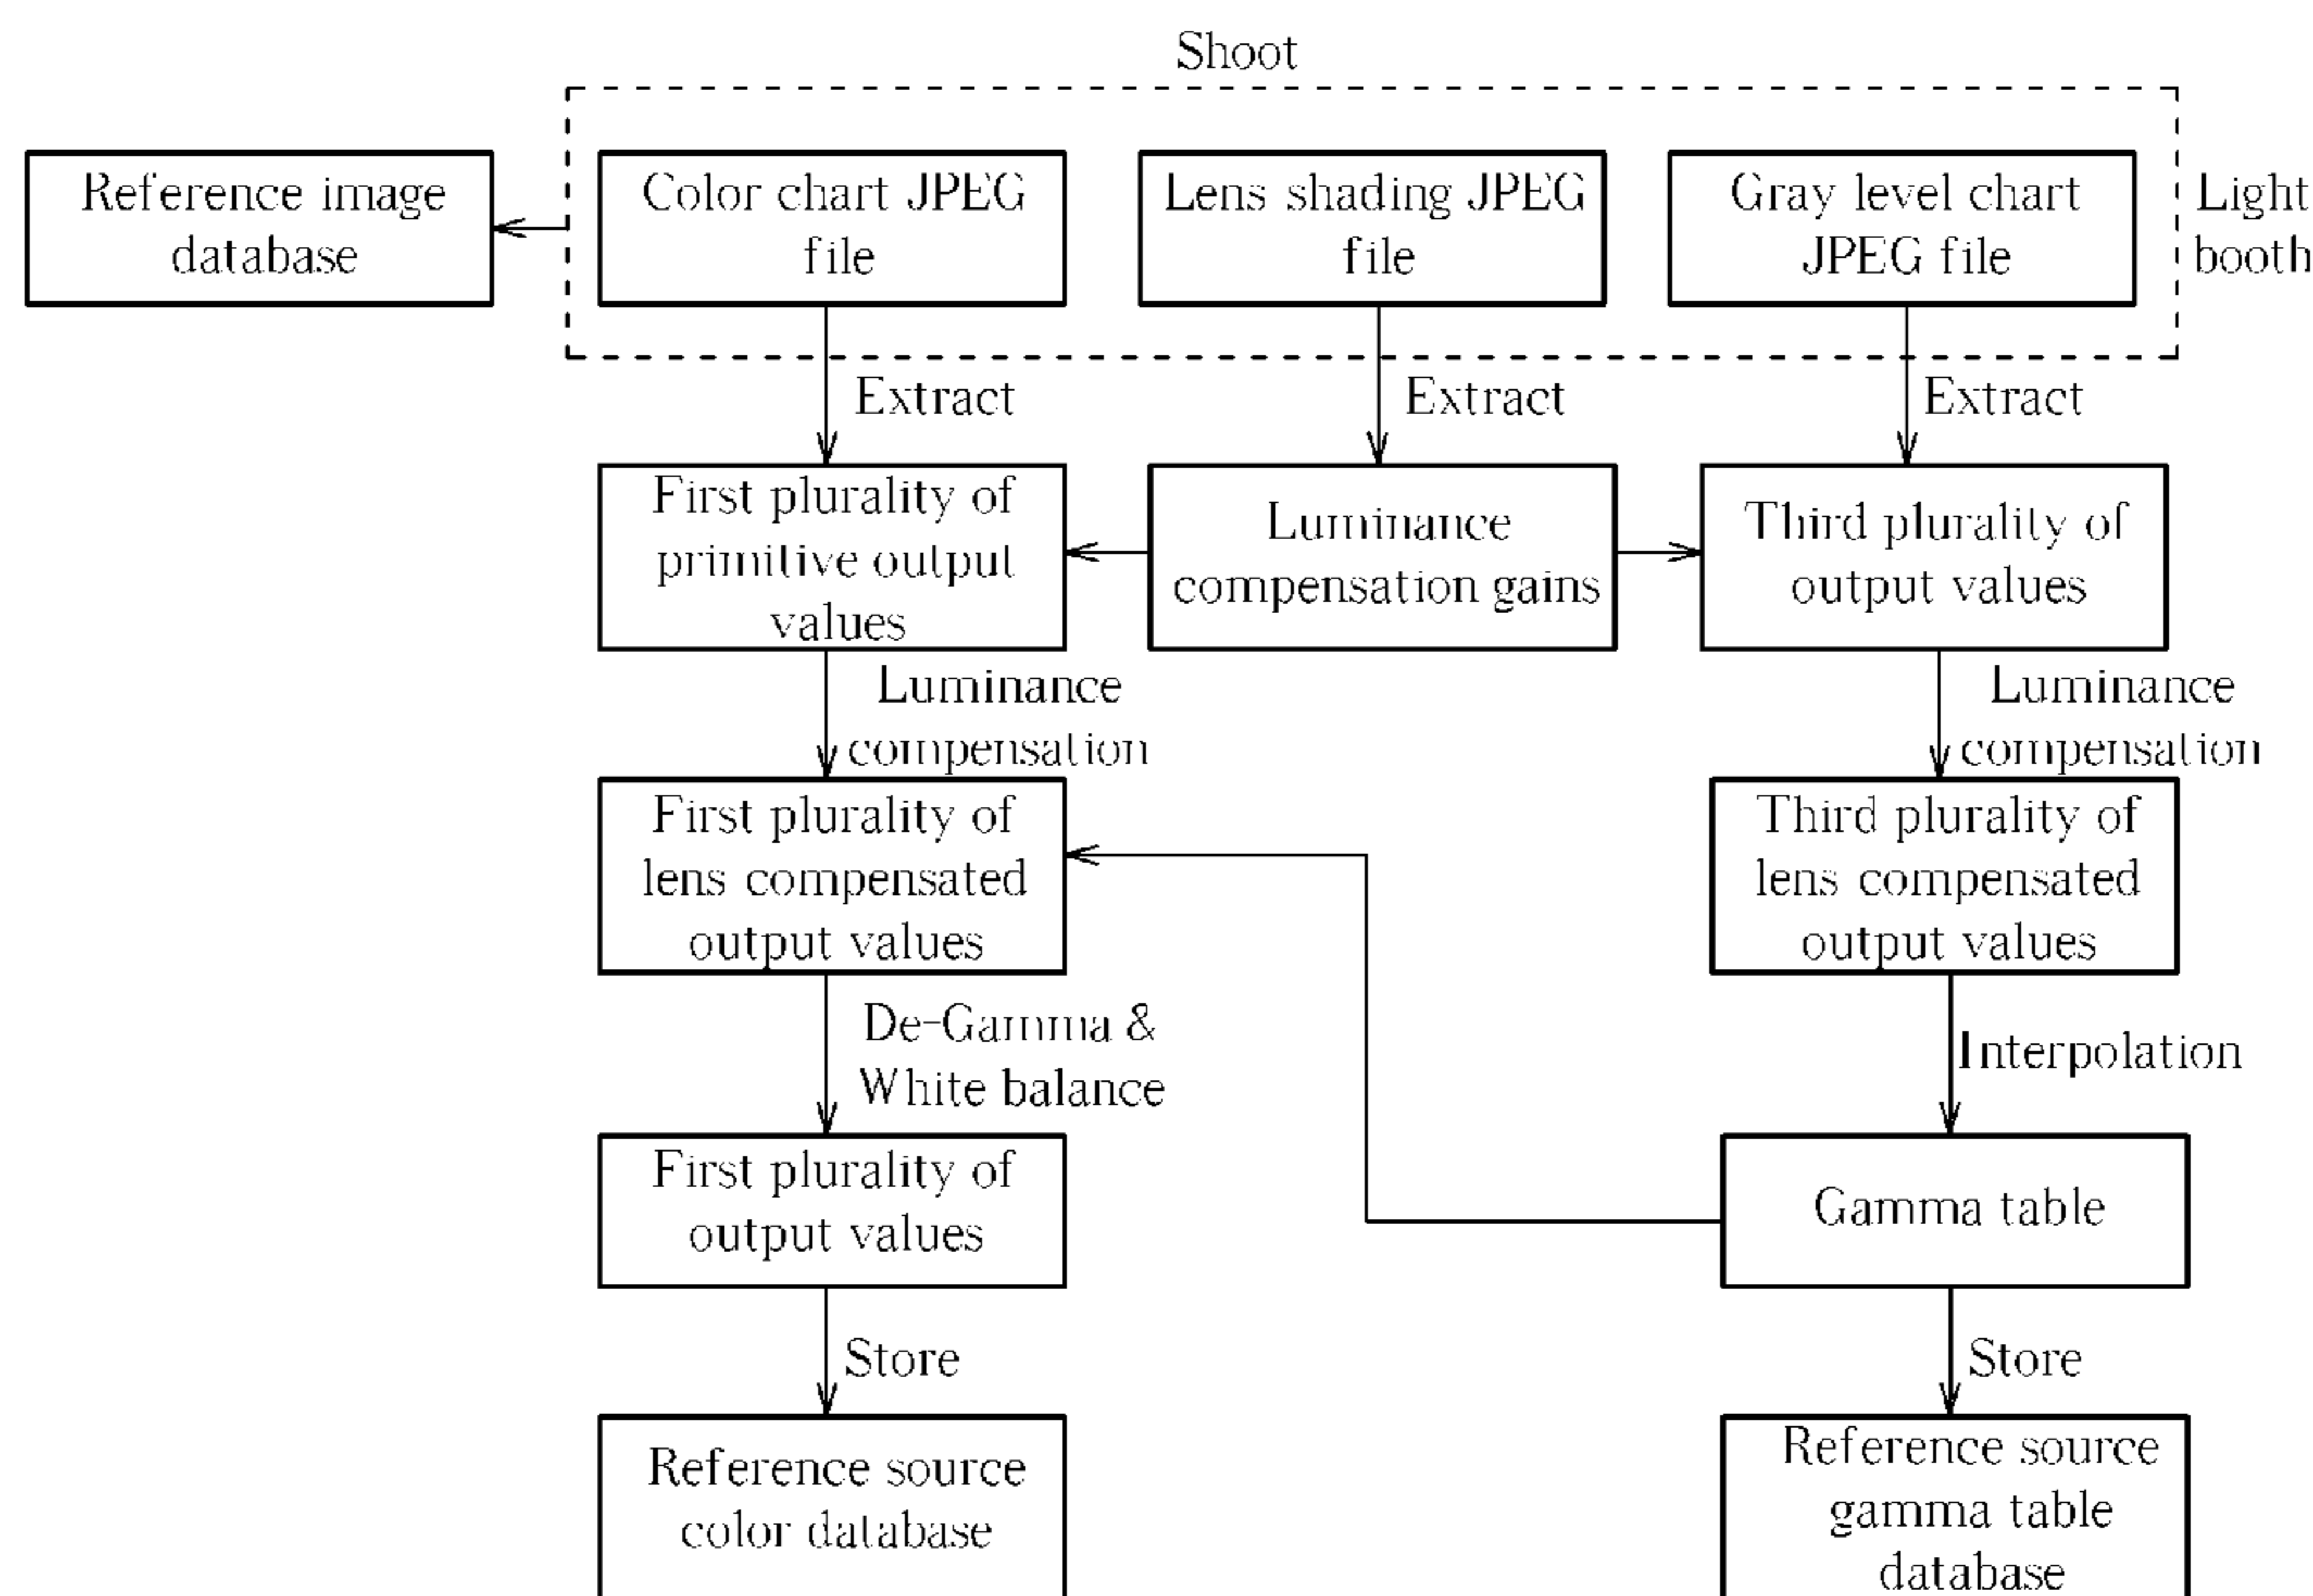 Shoot
Reference image
database
Color chart JPEG
file
Lens shading JPEG
file
Gray level chart
JPEG file
Light
booth
Extract
Extract
Extract
First plurality of
primitive output
values
Luminance
compensation gains
Third plurality of
output values
Luminance
compensation
Luminance
compensation
First plurality of
lens compensated
output values
Third plurality of
lens compensated
output values
De-Gamma &
White balance
Interpolation
First plurality of
output values
Gamma table
Store
Store
Reference source
color database
Reference source
gamma table
database